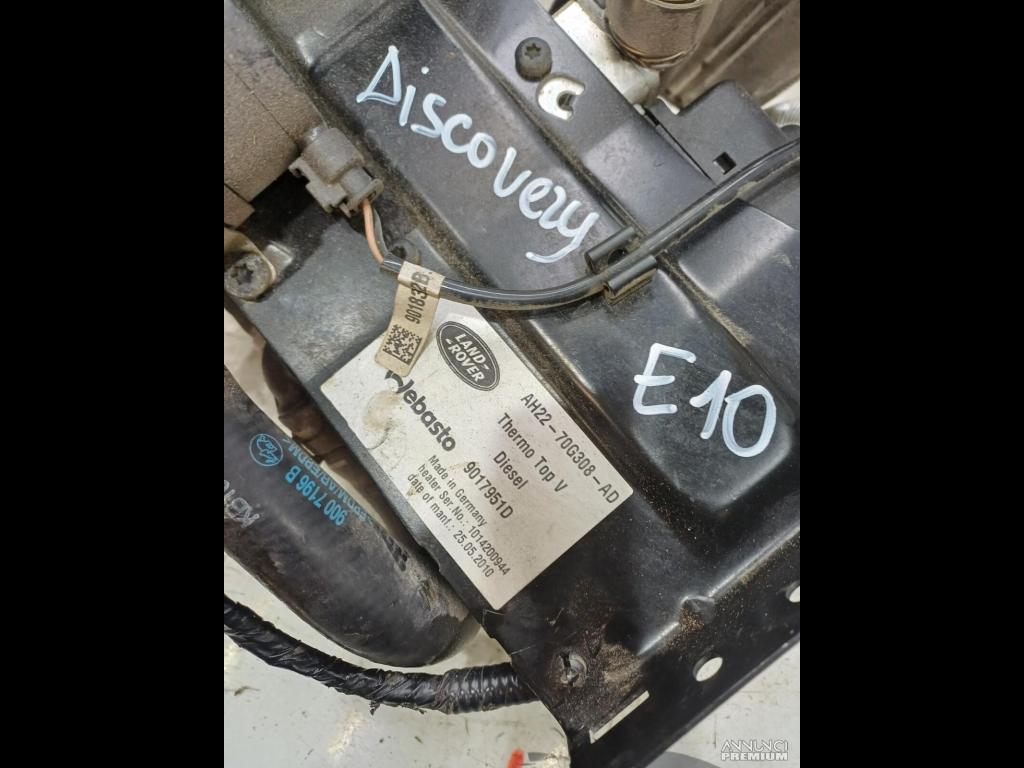 Discovery
E10
901832B
LAND-
-ROVER
Webasto
AH22-70G308-AD
Thermo Top V
Diesel
9017951D
Made in Germany
heater Ser.No.: 1014200944
date of manf.: 25.05.2010
900 7196 B
ANNUNCI
PREMIUM